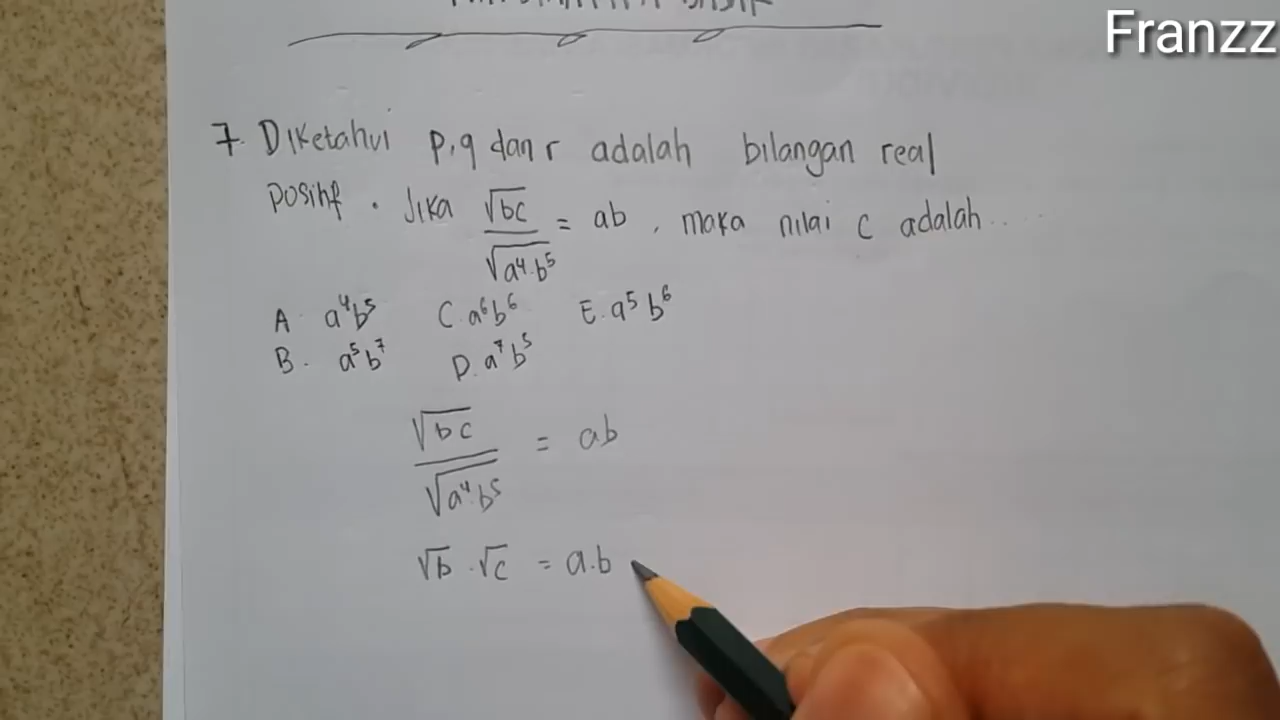 Franzz
7. Diketahui p,q dan r adalah bilangan real
Posihf. Jika √bc / √a⁴.b⁵ = ab, maka nilai c adalah.....
A. a⁴b⁵ C. a⁶b⁶ E. a⁵b⁶
B. a⁵b⁷ D. a⁷b⁵
√bc / √a⁴.b⁵ = ab
√b . √c = a.b